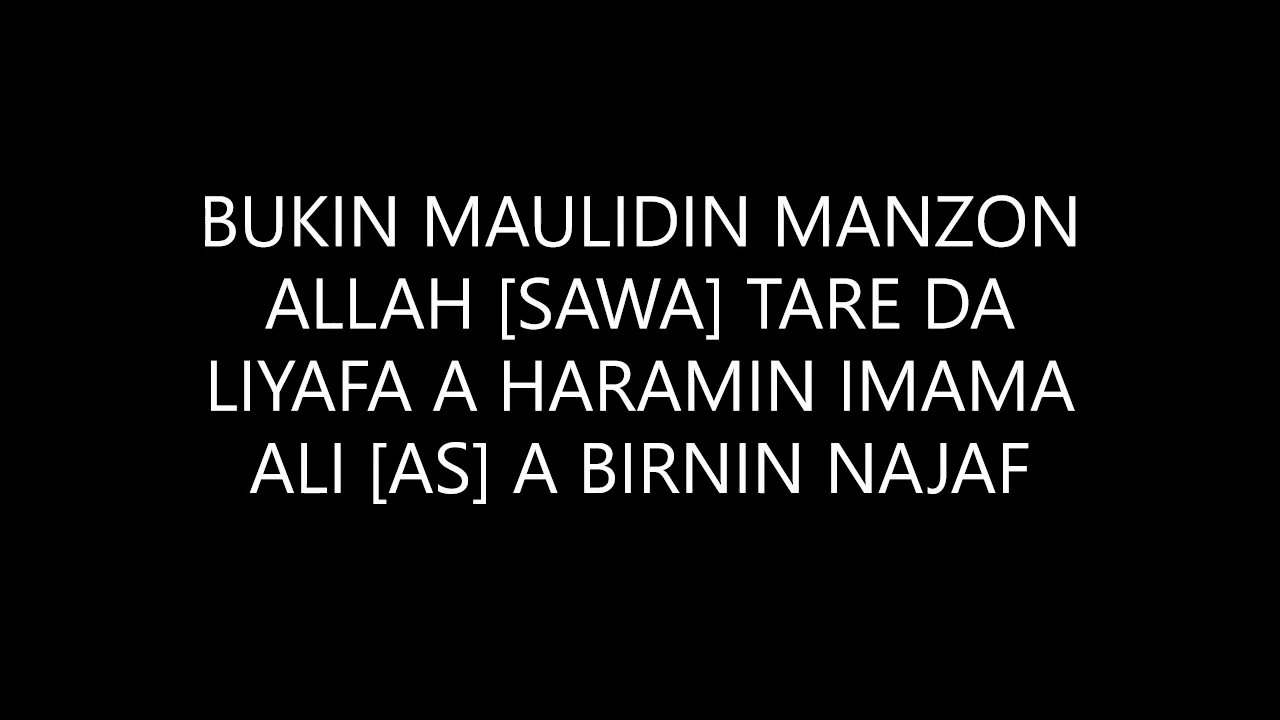 BUKIN MAULIDIN MANZON
ALLAH [SAWA] TARE DA
LIYAFA A HARAMIN IMAMA
ALI [AS] A BIRNIN NAJAF